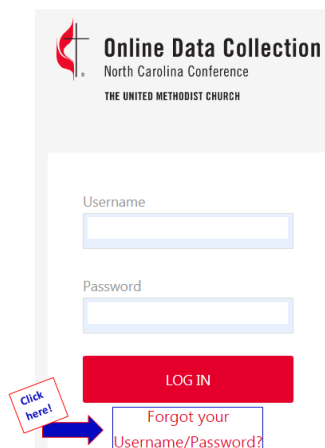 Online Data Collection
North Carolina Conference
THE UNITED METHODIST CHURCH
Username
Password
LOG IN
Click
here!
Forgot your
Username/Password?